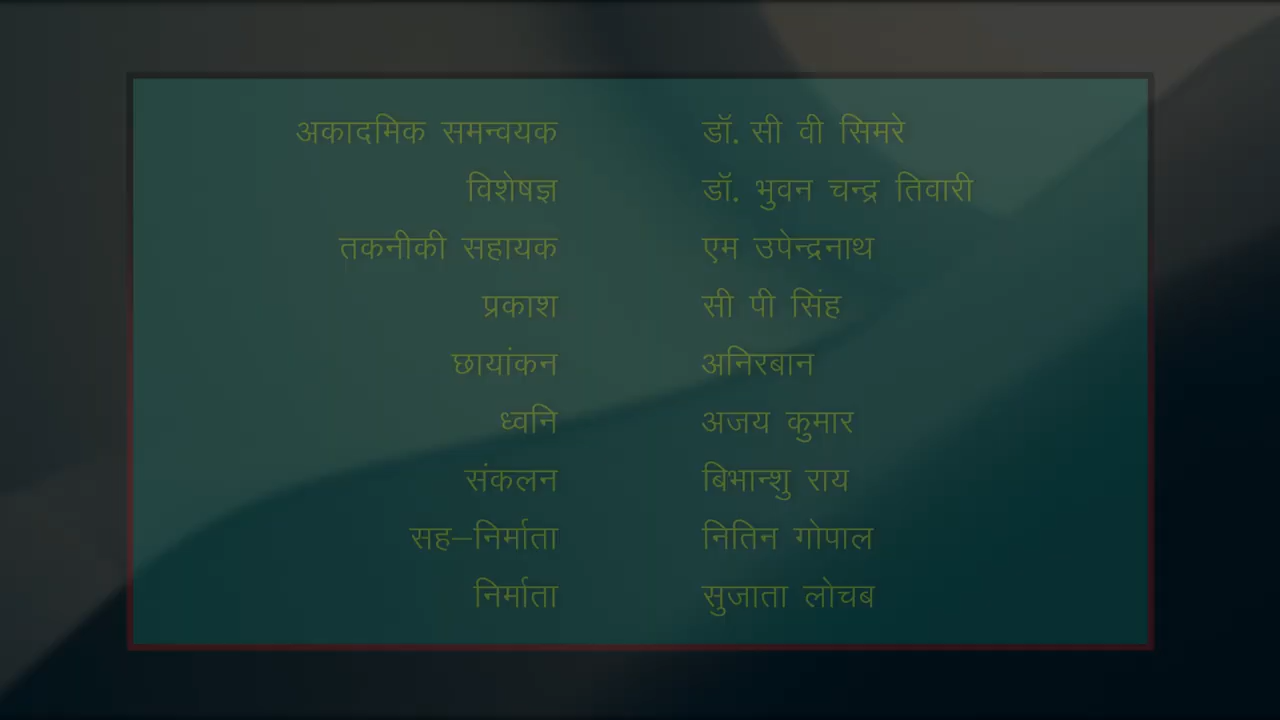 अकादमिक समन्वयक डॉ. सी वी सिमरे
विशेषज्ञ डॉ. भुवन चन्द्र तिवारी
तकनीकी सहायक एम उपेन्द्रनाथ
प्रकाश सी पी सिंह
छायांकन अनिरबान
ध्वनि अजय कुमार
संकलन बिभान्शु राय
सह–निर्माता नितिन गोपाल
निर्माता सुजाता लोचब